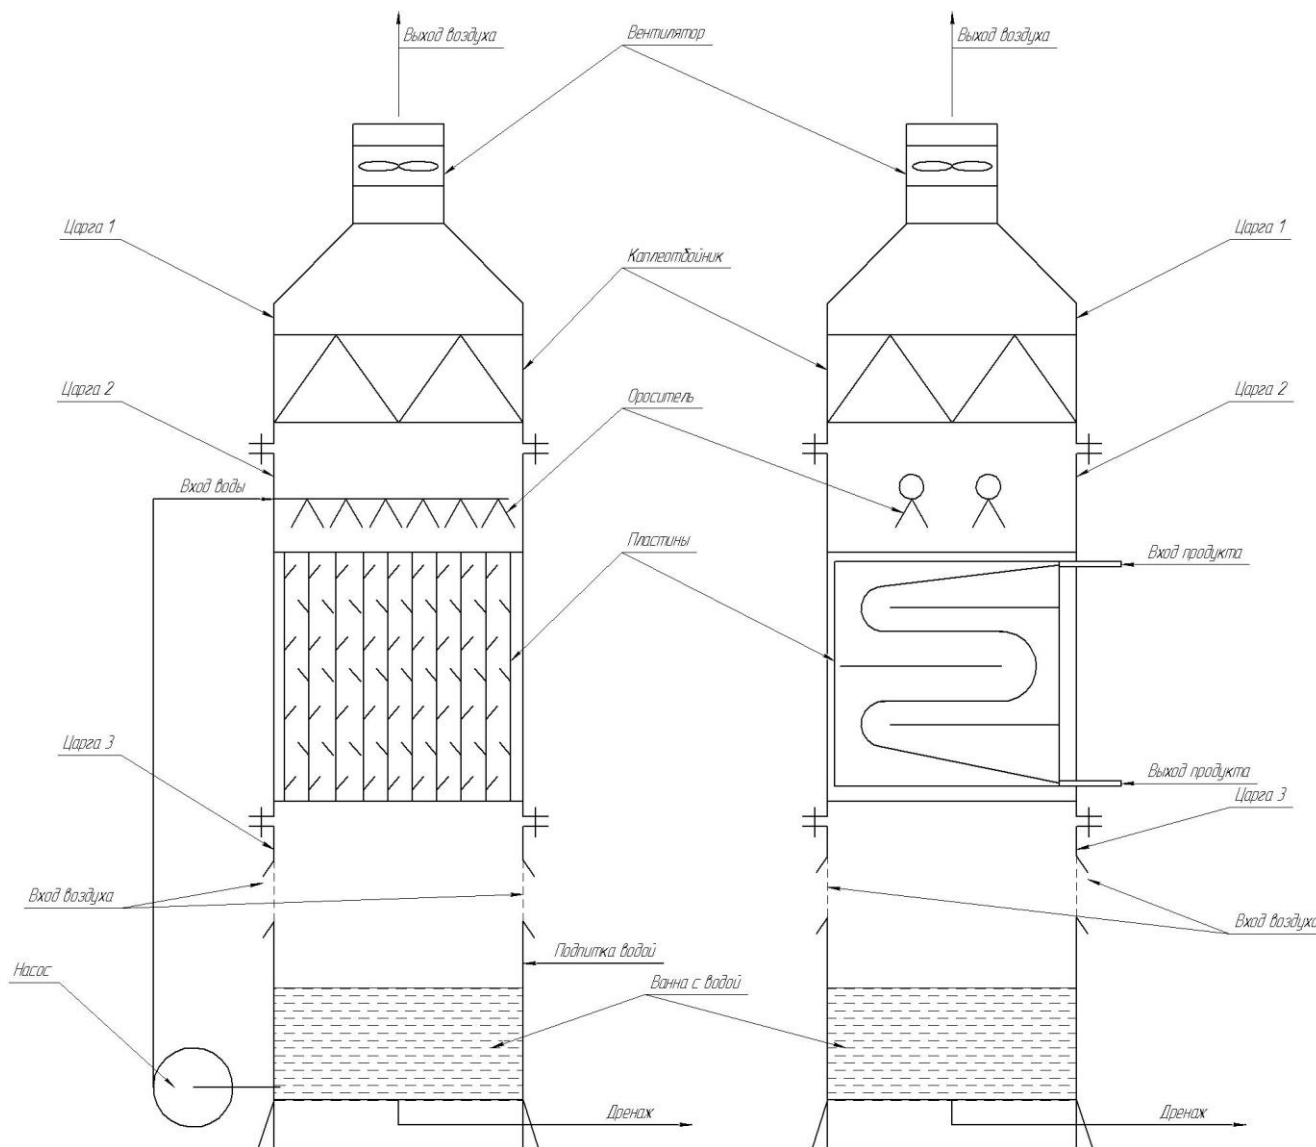 Выход воздуха
Вентилятор
Выход воздуха
Царга 1
Царга 1
Каплеотбойник
Царга 2
Ороситель
Царга 2
Вход воды
Пластины
Вход продукта
Царга 3
Выход продукта
Царга 3
Вход воздуха
Вход воздуха
Подпитка водой
Насос
Ванна с водой
Дренаж
Дренаж